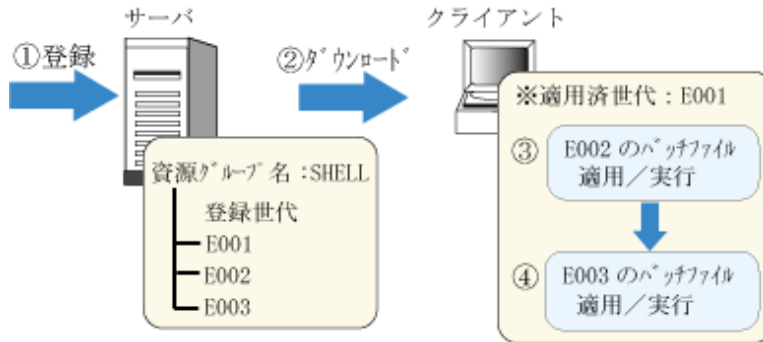 サーバ
クライアント
①登録
②ﾀﾞｳﾝﾛｰﾄﾞ
※適用済世代：E001
③
E002 のﾊﾞｯﾁﾌｧｲﾙ
適用／実行
資源ｸﾞﾙｰﾌﾟ名：SHELL
登録世代
E001
E002
E003
④
E003 のﾊﾞｯﾁﾌｧｲﾙ
適用／実行